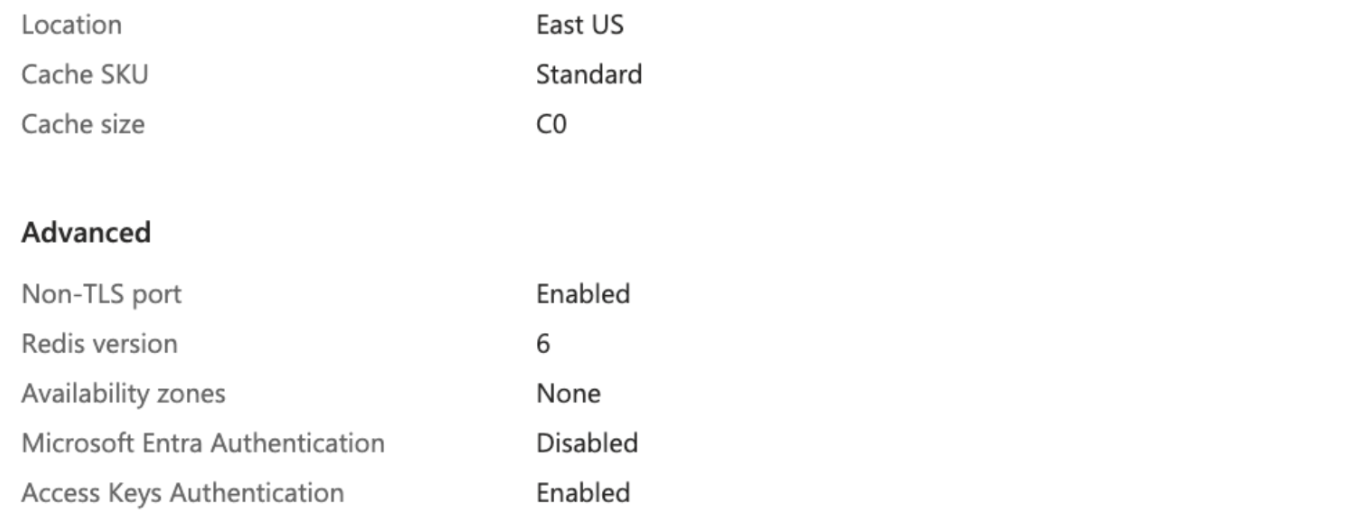 Location East US
Cache SKU Standard
Cache size C0
Advanced
Non-TLS port Enabled
Redis version 6
Availability zones None
Microsoft Entra Authentication Disabled
Access Keys Authentication Enabled